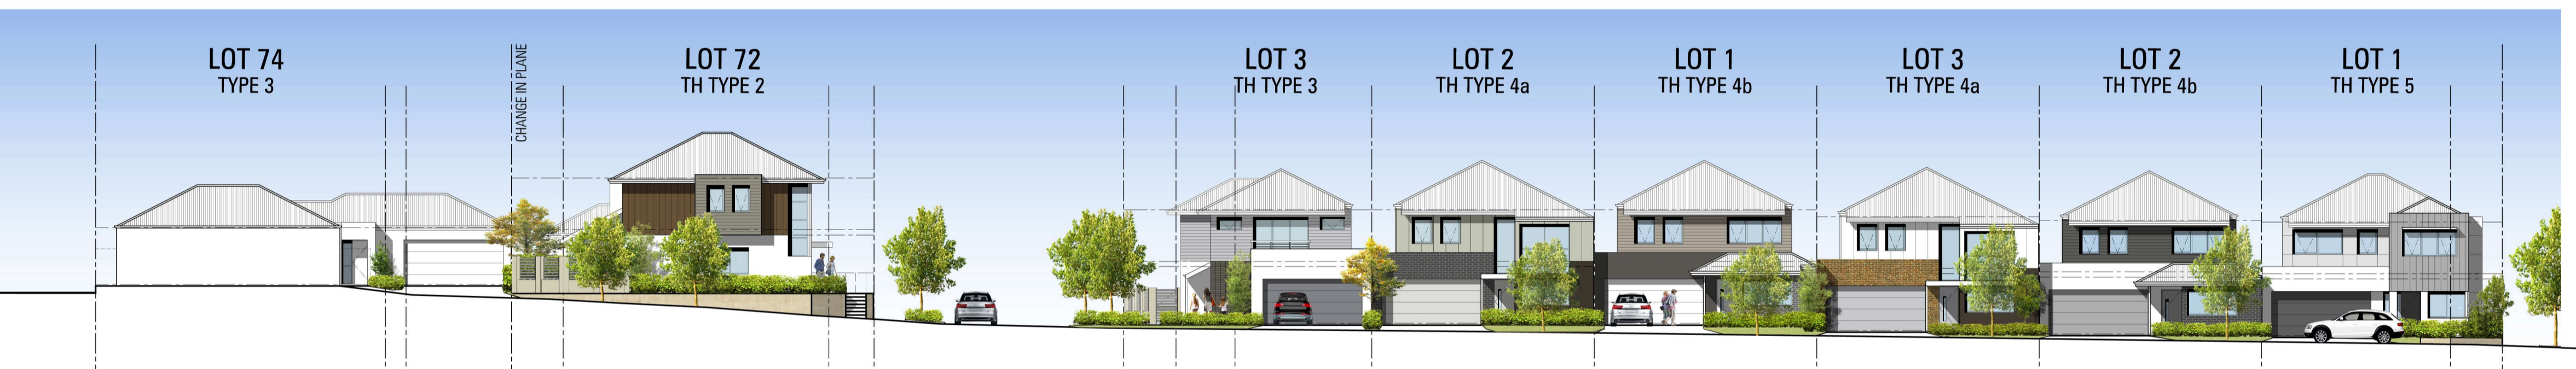 LOT 74
TYPE 3
CHANGE IN PLANE
LOT 72
TH TYPE 2
LOT 3
TH TYPE 3
LOT 2
TH TYPE 4a
LOT 1
TH TYPE 4b
LOT 3
TH TYPE 4a
LOT 2
TH TYPE 4b
LOT 1
TH TYPE 5